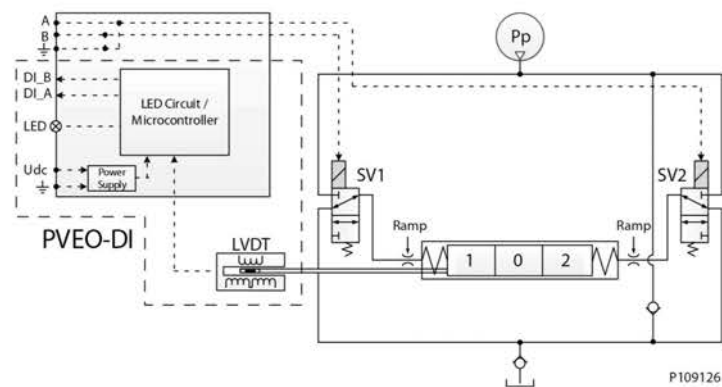 A
B
Pp
DI_B
DI_A
LED Circuit /
Microcontroller
LED
Udc
Power
Supply
SV1
SV2
PVEO-DI
LVDT
Ramp
Ramp
1 0 2
P109126